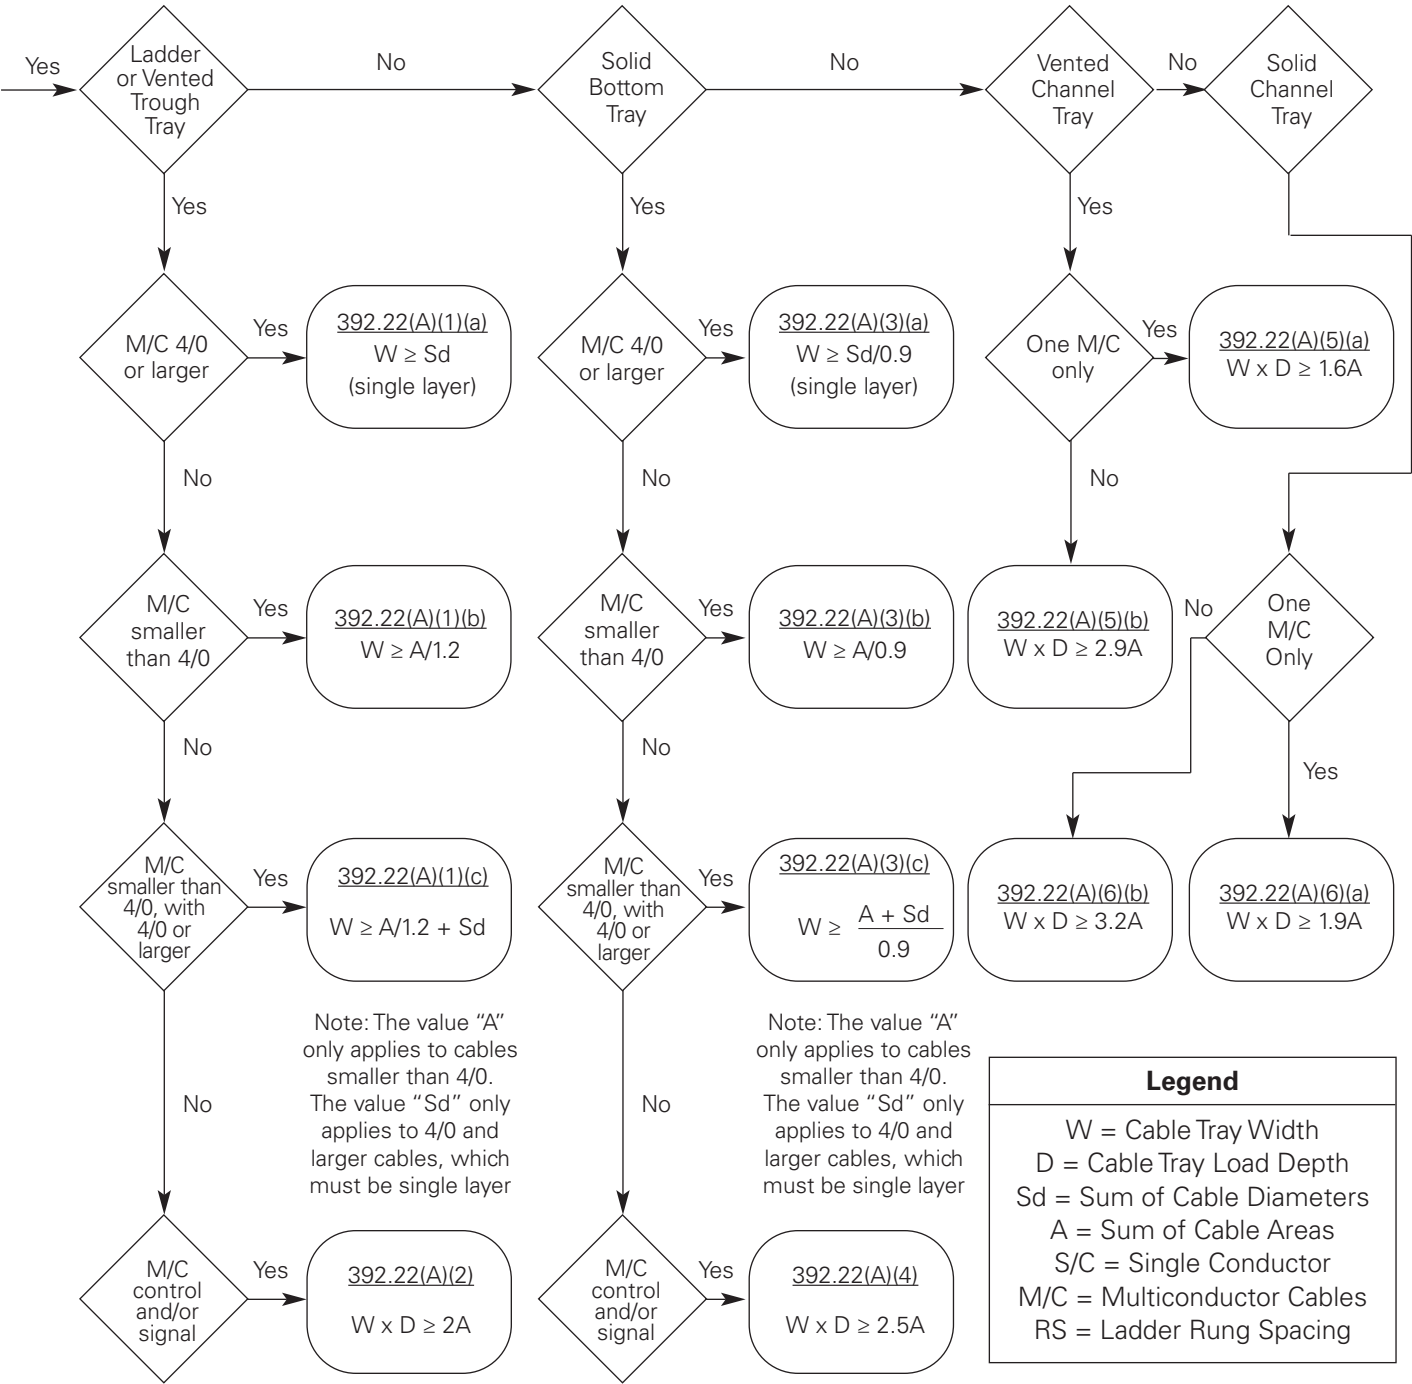 Yes
Ladder
or Vented
Trough
Tray
No
Solid
Bottom
Tray
No
Vented
Channel
Tray
No
Solid
Channel
Tray
Yes
Yes
Yes
M/C 4/0
or larger
Yes
392.22(A)(1)(a)
W ≥ Sd
(single layer)
M/C 4/0
or larger
Yes
392.22(A)(3)(a)
W ≥ Sd/0.9
(single layer)
One M/C
only
Yes
392.22(A)(5)(a)
W x D ≥ 1.6A
No
No
No
M/C
smaller
than 4/0
Yes
392.22(A)(1)(b)
W ≥ A/1.2
M/C
smaller
than 4/0
Yes
392.22(A)(3)(b)
W ≥ A/0.9
392.22(A)(5)(b)
W x D ≥ 2.9A
No
One
M/C
Only
No
No
Yes
M/C
smaller than
4/0, with
4/0 or
larger
Yes
392.22(A)(1)(c)
W ≥ A/1.2 + Sd
M/C
smaller than
4/0, with
4/0 or
larger
Yes
392.22(A)(3)(c)
W ≥ A + Sd
0.9
392.22(A)(6)(b)
W x D ≥ 3.2A
392.22(A)(6)(a)
W x D ≥ 1.9A
Note: The value “A”
only applies to cables
smaller than 4/0.
The value “Sd” only
applies to 4/0 and
larger cables, which
must be single layer
Note: The value “A”
only applies to cables
smaller than 4/0.
The value “Sd” only
applies to 4/0 and
larger cables, which
must be single layer
No
No
M/C
control
and/or
signal
Yes
392.22(A)(2)
W x D ≥ 2A
M/C
control
and/or
signal
Yes
392.22(A)(4)
W x D ≥ 2.5A
Legend
W = Cable Tray Width
D = Cable Tray Load Depth
Sd = Sum of Cable Diameters
A = Sum of Cable Areas
S/C = Single Conductor
M/C = Multiconductor Cables
RS = Ladder Rung Spacing